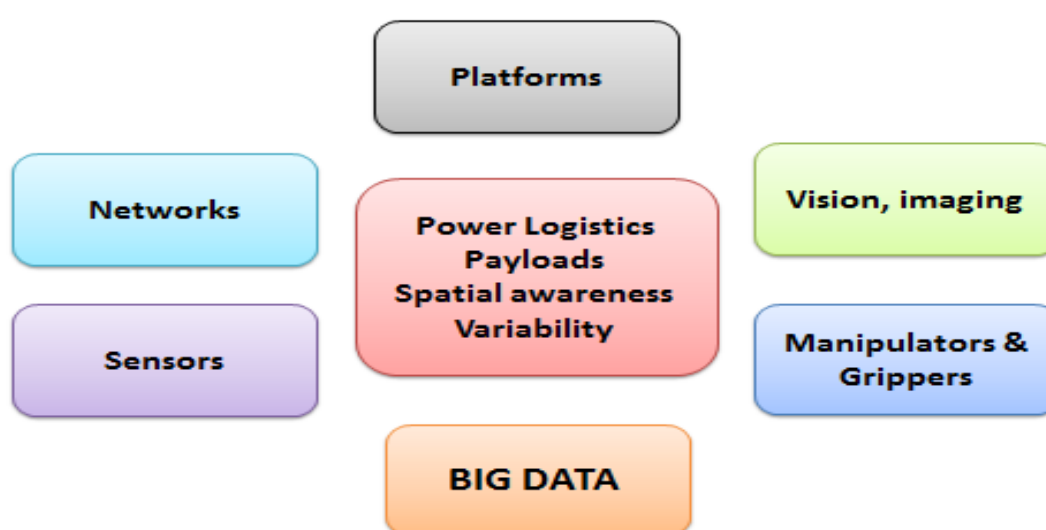 Platforms
Networks
Power Logistics
Payloads
Spatial awareness
Variability
Vision, imaging
Sensors
Manipulators &
Grippers
BIG DATA